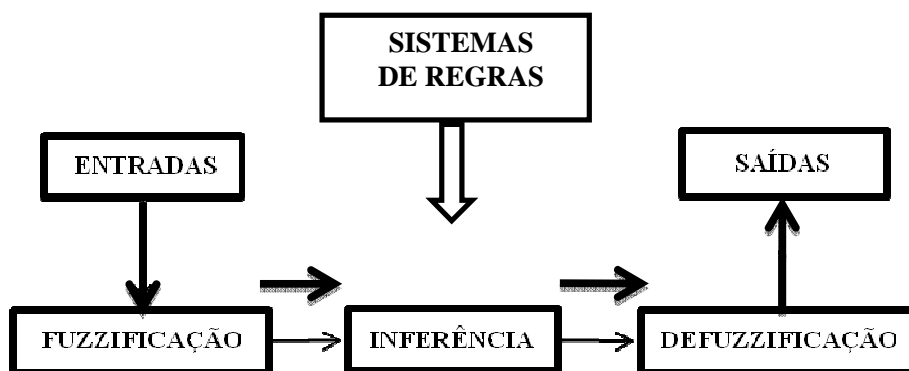 SISTEMAS
DE REGRAS
ENTRADAS
SAÍDAS
FUZZIFICAÇÃO
INFERÊNCIA
DEFUZZIFICAÇÃO